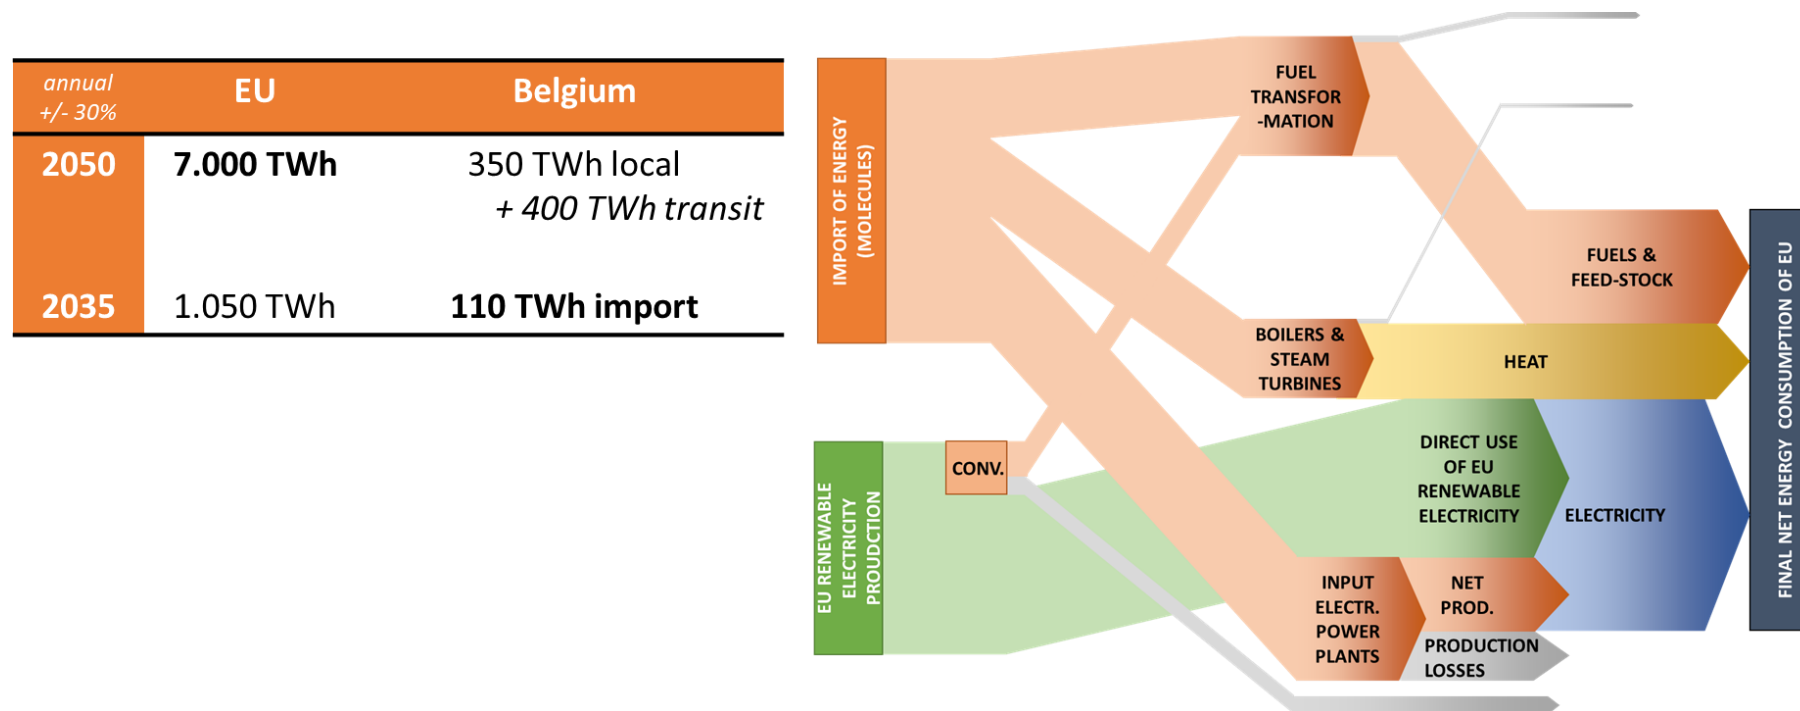 annual
+/- 30%
EU
Belgium
2050
7.000 TWh
350 TWh local
+ 400 TWh transit
2035
1.050 TWh
110 TWh import
IMPORT OF ENERGY
(MOLECULES)
EU RENEWABLE
ELECTRICITY
PROUDCTION
CONV.
FUEL
TRANSFOR
-MATION
BOILERS &
STEAM
TURBINES
FUELS &
FEED-STOCK
HEAT
DIRECT USE
OF EU
RENEWABLE
ELECTRICITY
ELECTRICITY
INPUT
ELECTR.
POWER
PLANTS
NET
PROD.
PRODUCTION
LOSSES
FINAL NET ENERGY CONSUMPTION OF EU